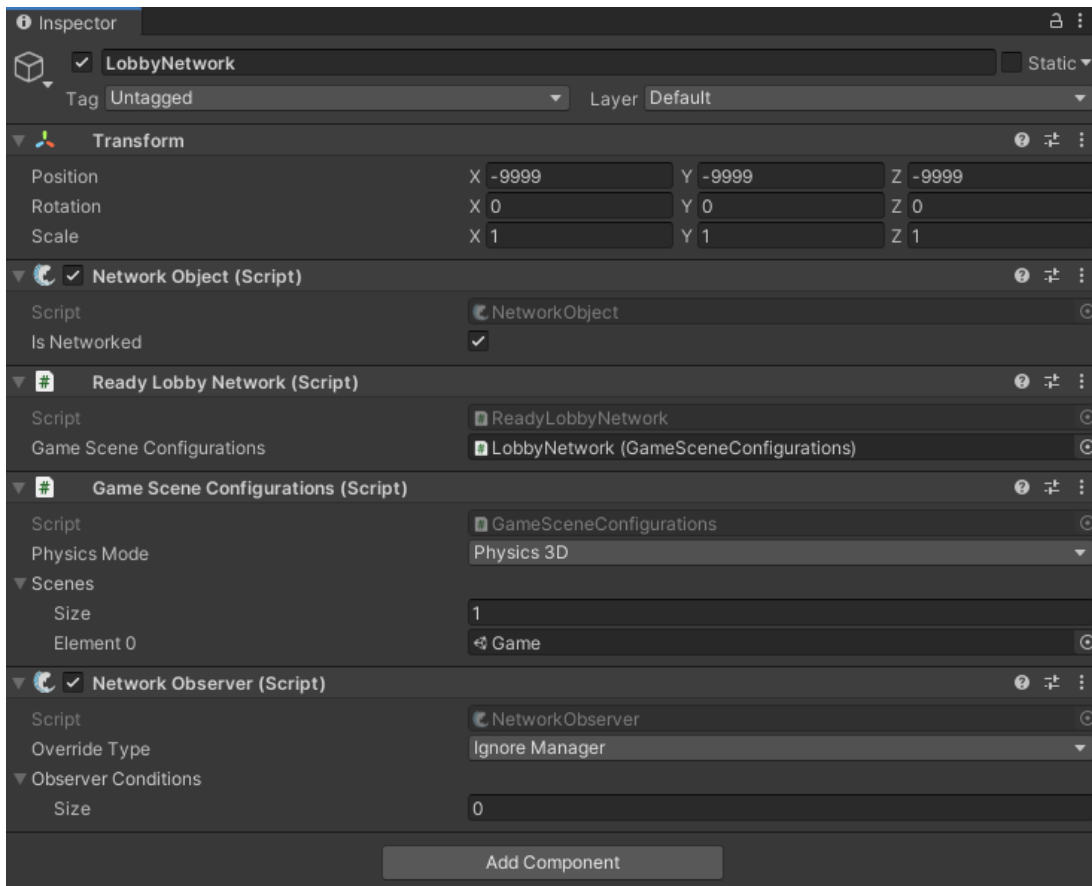 Inspector
LobbyNetwork Static
Tag Untagged Layer Default
Transform
Position X -9999 Y -9999 Z -9999
Rotation X 0 Y 0 Z 0
Scale X 1 Y 1 Z 1
Network Object (Script)
Script NetworkObject
Is Networked
# Ready Lobby Network (Script)
Script # ReadyLobbyNetwork
Game Scene Configurations # LobbyNetwork (GameSceneConfigurations)
# Game Scene Configurations (Script)
Script # GameSceneConfigurations
Physics Mode Physics 3D
Scenes
Size 1
Element 0 Game
Network Observer (Script)
Script NetworkObserver
Override Type Ignore Manager
Observer Conditions
Size 0
Add Component